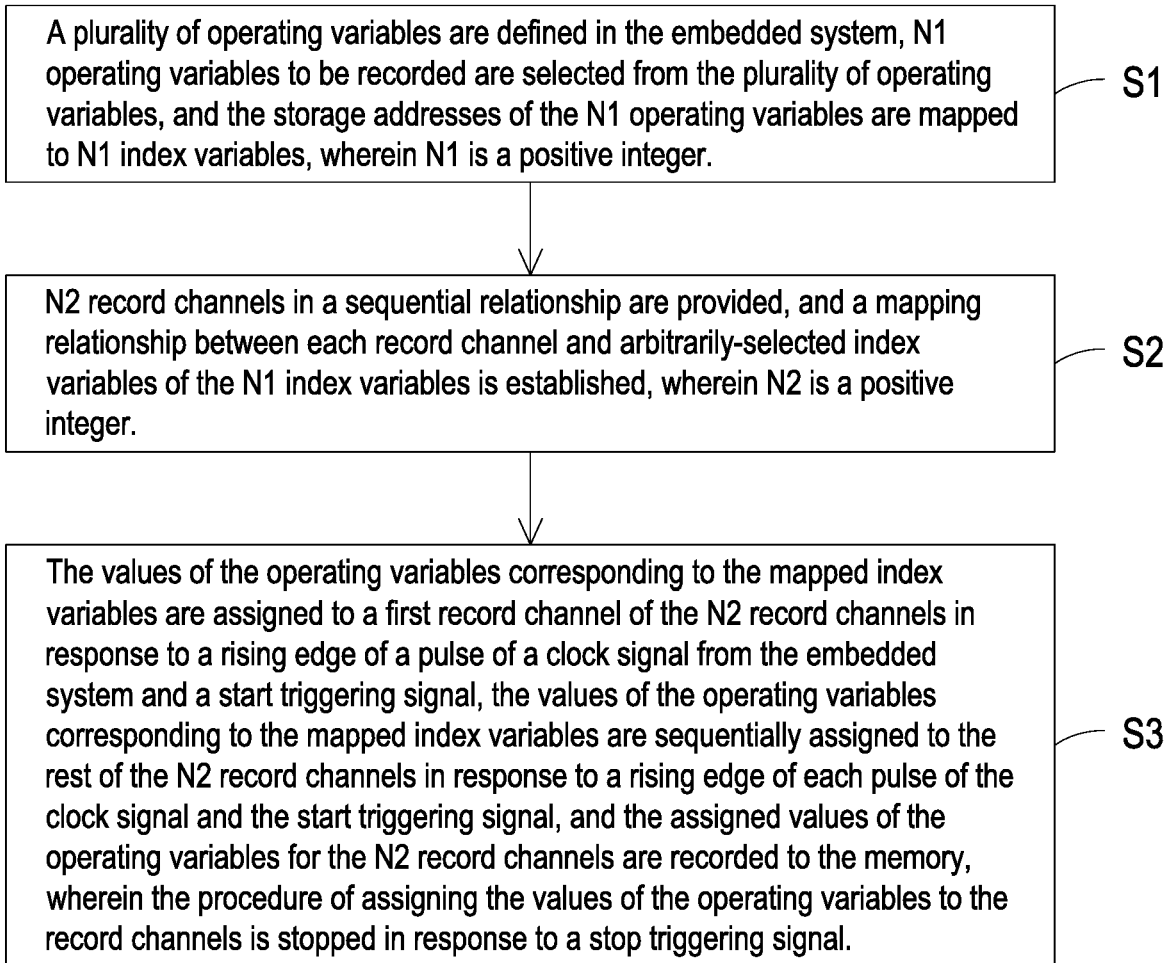 A plurality of operating variables are defined in the embedded system, N1
operating variables to be recorded are selected from the plurality of operating
variables, and the storage addresses of the N1 operating variables are mapped
to N1 index variables, wherein N1 is a positive integer.
S1
N2 record channels in a sequential relationship are provided, and a mapping
relationship between each record channel and arbitrarily-selected index
variables of the N1 index variables is established, wherein N2 is a positive
integer.
S2
The values of the operating variables corresponding to the mapped index
variables are assigned to a first record channel of the N2 record channels in
response to a rising edge of a pulse of a clock signal from the embedded
system and a start triggering signal, the values of the operating variables
corresponding to the mapped index variables are sequentially assigned to the
rest of the N2 record channels in response to a rising edge of each pulse of the
clock signal and the start triggering signal, and the assigned values of the
operating variables for the N2 record channels are recorded to the memory,
wherein the procedure of assigning the values of the operating variables to the
record channels is stopped in response to a stop triggering signal.
S3